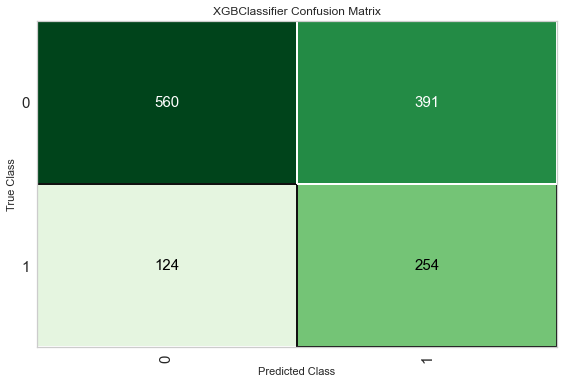 XGBClassifier Confusion Matrix
0
560
391
True Class
1
124
254
0
1
Predicted Class